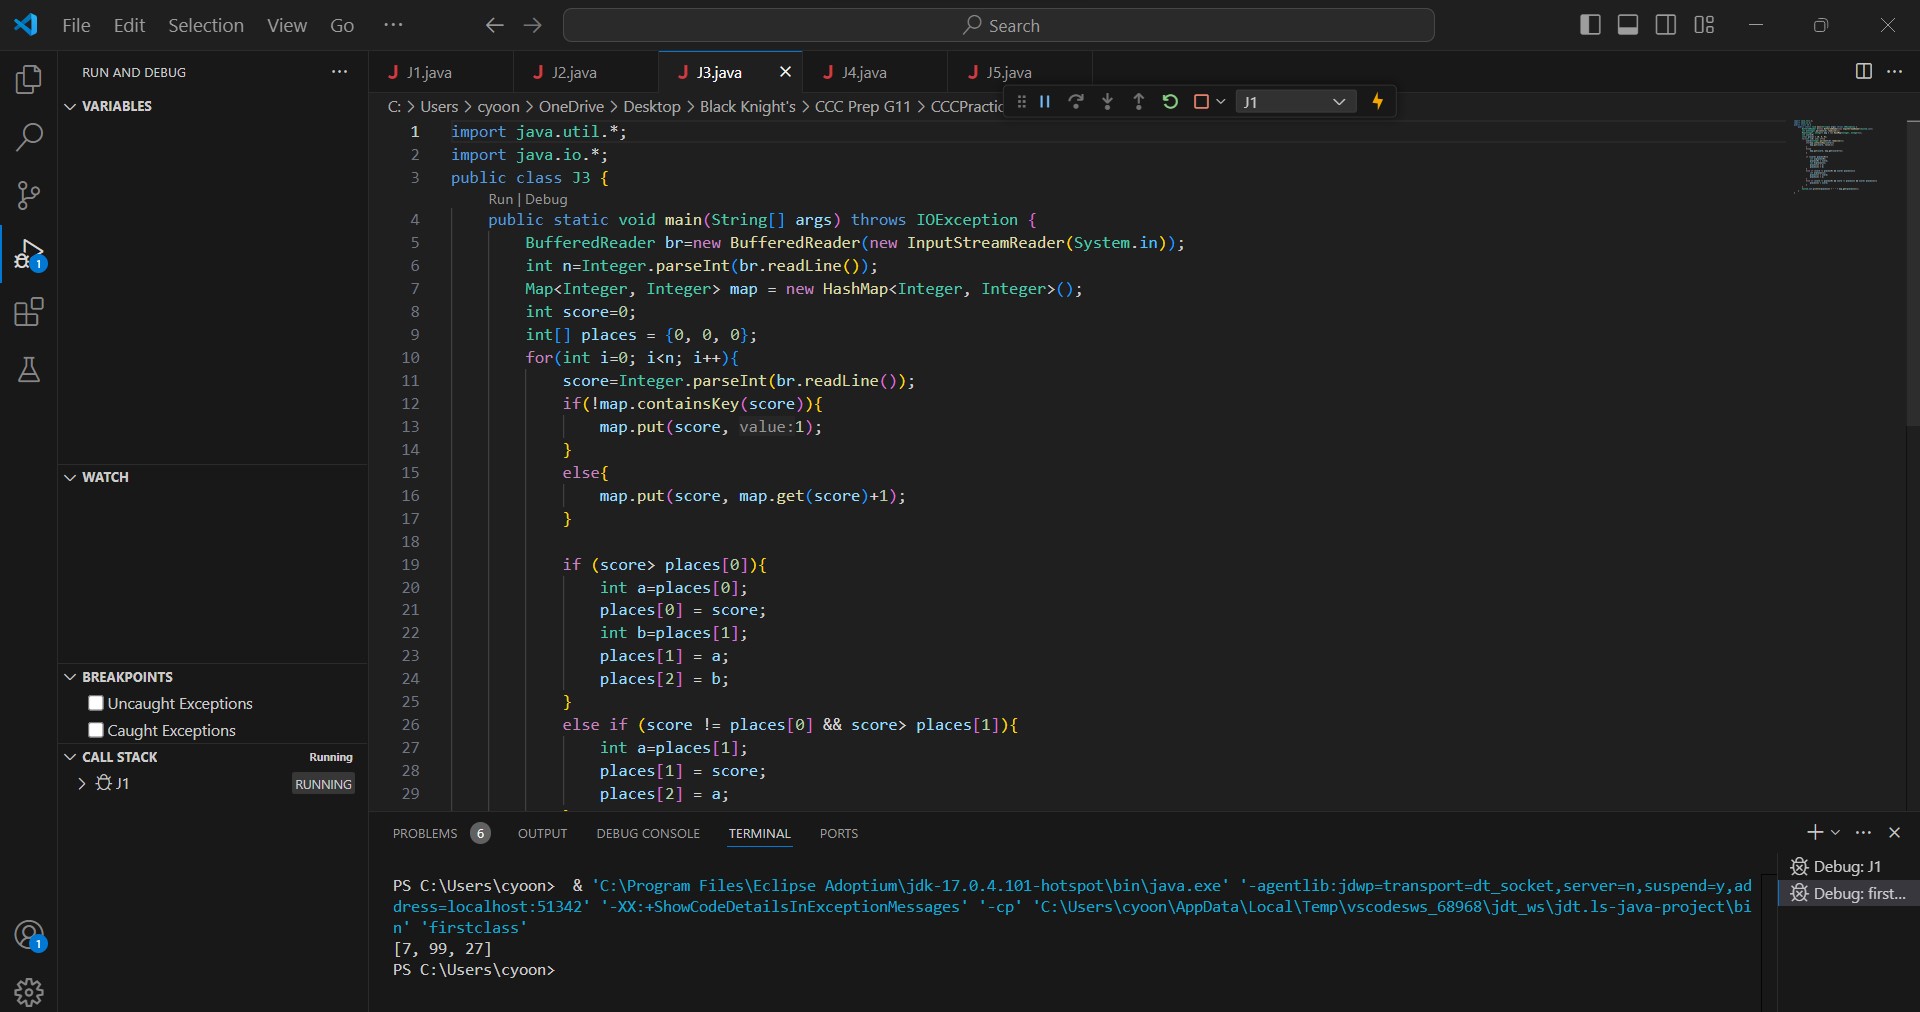 File Edit Selection View Go ··· Search
RUN AND DEBUG ···
VARIABLES
WATCH
BREAKPOINTS
Uncaught Exceptions
Caught Exceptions
CALL STACK Running
J1 RUNNING
1
1
J J1.java J J2.java J J3.java J J4.java J J5.java
C: > Users > cyoon > OneDrive > Desktop > Black Knight's > CCC Prep G11 > CCCPractic
J1
1 import java.util.*;
2 import java.io.*;
3 public class J3 {
Run | Debug
4 public static void main(String[] args) throws IOException {
5 BufferedReader br=new BufferedReader(new InputStreamReader(System.in));
6 int n=Integer.parseInt(br.readLine());
7 Map<Integer, Integer> map = new HashMap<Integer, Integer>();
8 int score=0;
9 int[] places = {0, 0, 0};
10 for(int i=0; i<n; i++){
11 score=Integer.parseInt(br.readLine());
12 if(!map.containsKey(score)){
13 map.put(score, value:1);
14 }
15 else{
16 map.put(score, map.get(score)+1);
17 }
18
19 if (score> places[0]){
20 int a=places[0];
21 places[0] = score;
22 int b=places[1];
23 places[1] = a;
24 places[2] = b;
25 }
26 else if (score != places[0] && score> places[1]){
27 int a=places[1];
28 places[1] = score;
29 places[2] = a;
PROBLEMS 6 OUTPUT DEBUG CONSOLE TERMINAL PORTS
PS C:\Users\cyoon>  & 'C:\Program Files\Eclipse Adoptium\jdk-17.0.4.101-hotspot\bin\java.exe' '-agentlib:jdwp=transport=dt_socket,server=n,suspend=y,ad
dress=localhost:51342' '-XX:+ShowCodeDetailsInExceptionMessages' '-cp' 'C:\Users\cyoon\AppData\Local\Temp\vscodesws_68968\jdt_ws\jdt.ls-java-project\bi
n' 'firstclass'
[7, 99, 27]
PS C:\Users\cyoon>
Debug: J1
Debug: first...